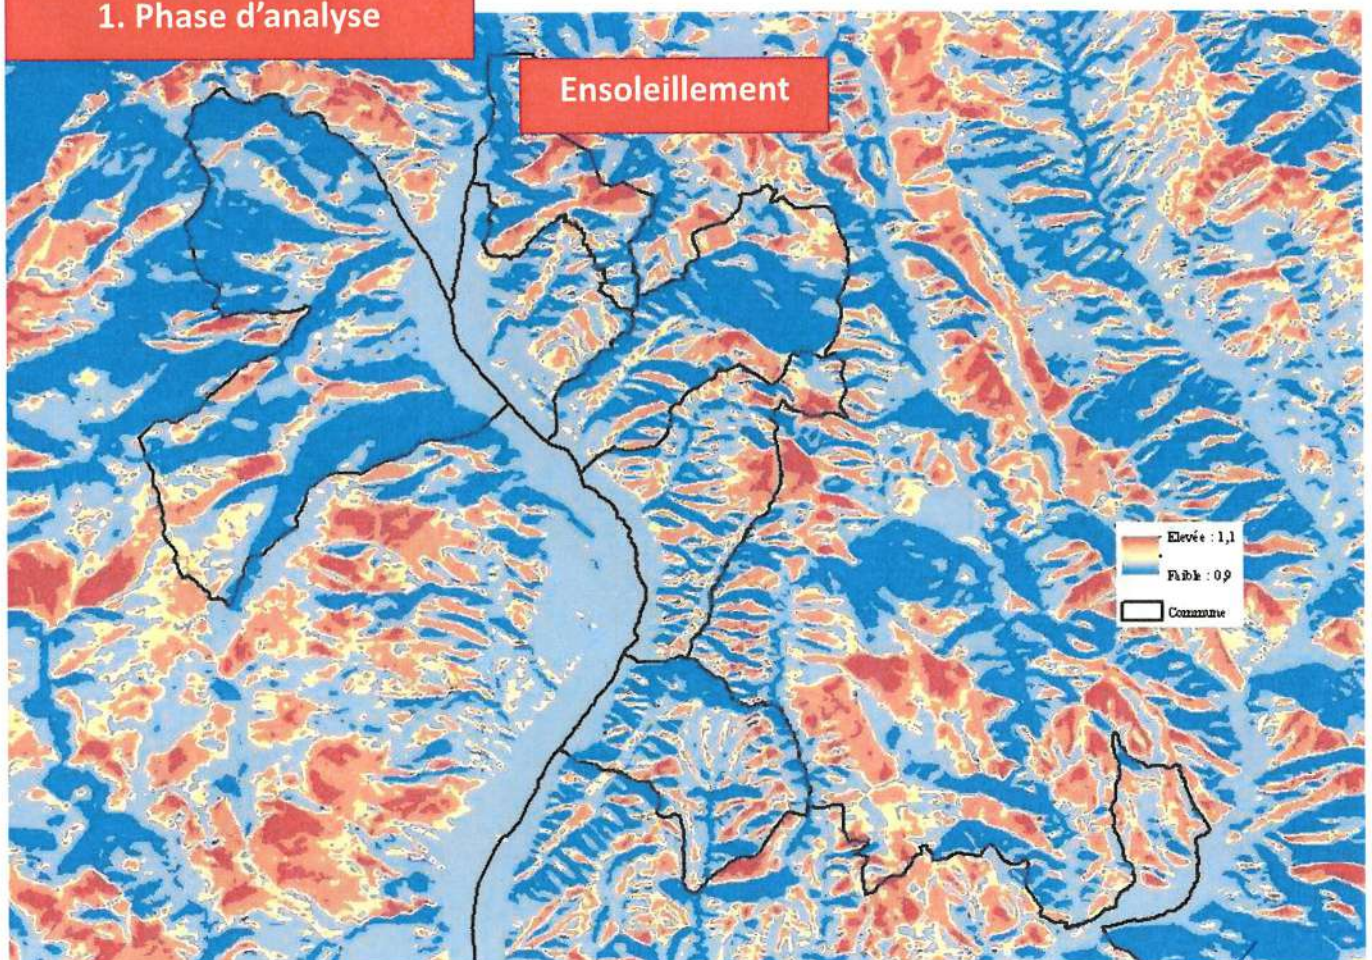 1. Phase d'analyse
Ensoleillement
Elevée : 1,1
Faible : 0,9
Commune